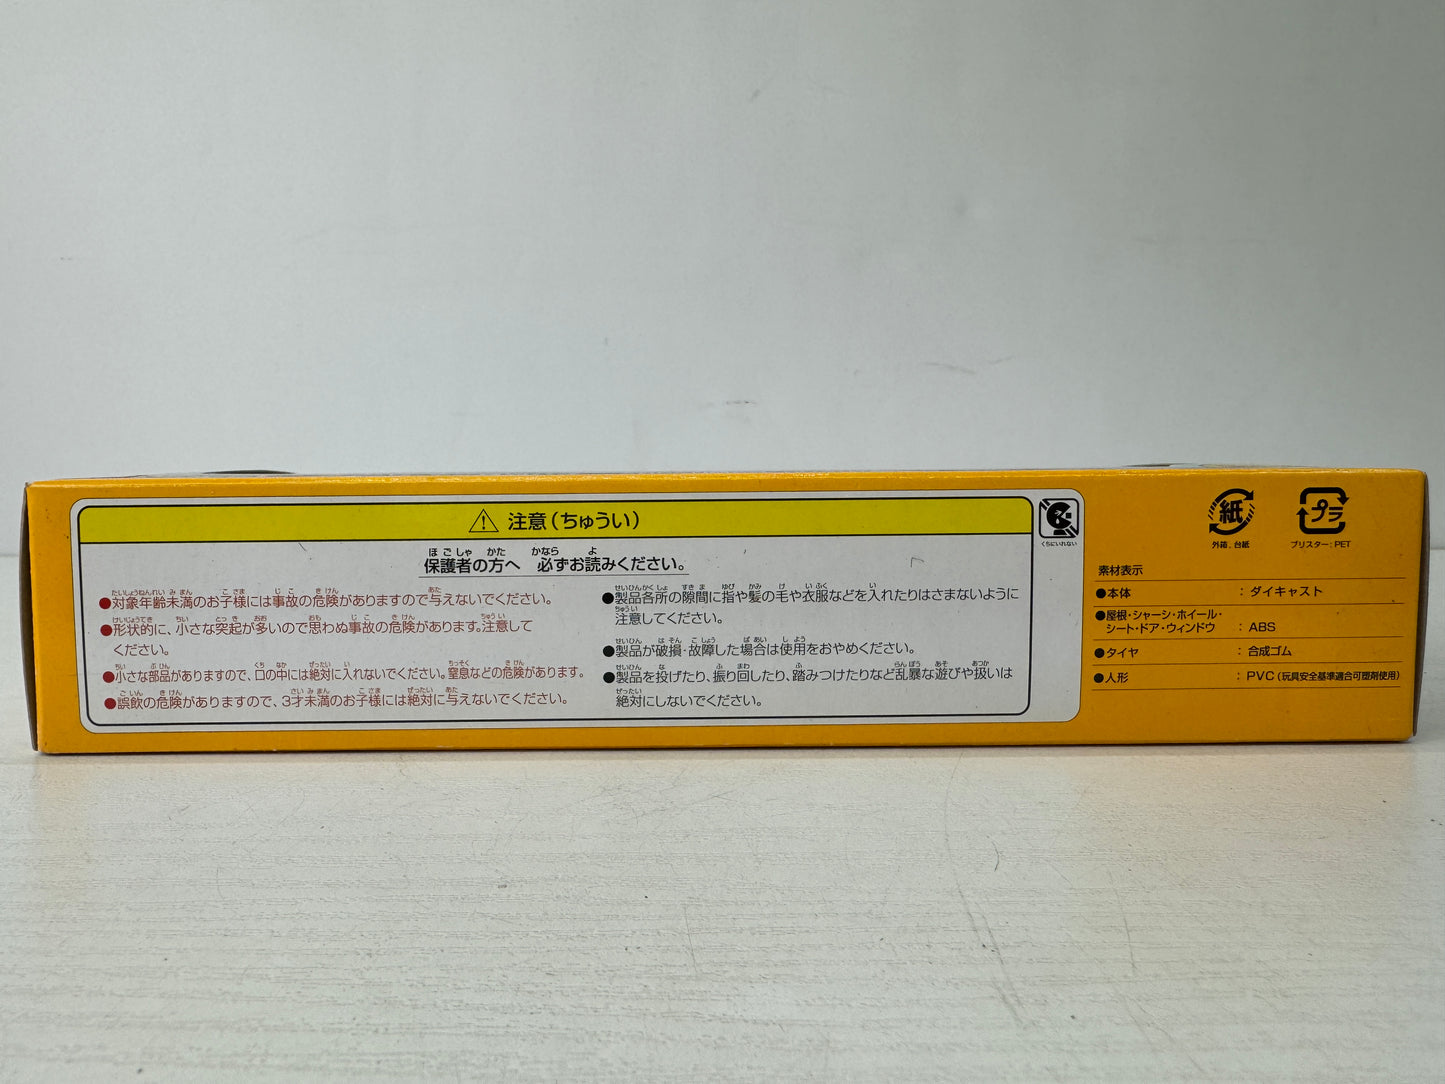 注意（ちゅうい）
保護者の方へ　必ずお読みください。
●対象年齢未満のお子様には事故の危険がありますので与えないでください。
●形状的に、小さな突起が多いので思わぬ事故の危険があります。注意して
ください。
●小さな部品がありますので、口の中には絶対に入れないでください。窒息などの危険があります。
●誤飲の危険がありますので、3才未満のお子様には絶対に与えないでください。
●製品各所の隙間に指や髪の毛や衣服などを入れたりはさまないように
注意してください。
●製品が破損・故障した場合は使用をおやめください。
●製品を投げたり、振り回したり、踏みつけたりなど乱暴な遊びや扱いは
絶対にしないでください。
くちにいれない
紙
外箱、台紙
プラ
ブリスター：PET
素材表示
●本体　：ダイキャスト
●屋根・シャーシ・ホイール・
シート・ドア・ウィンドウ　：ABS
●タイヤ　：合成ゴム
●人形　：PVC（玩具安全基準適合可塑剤使用）